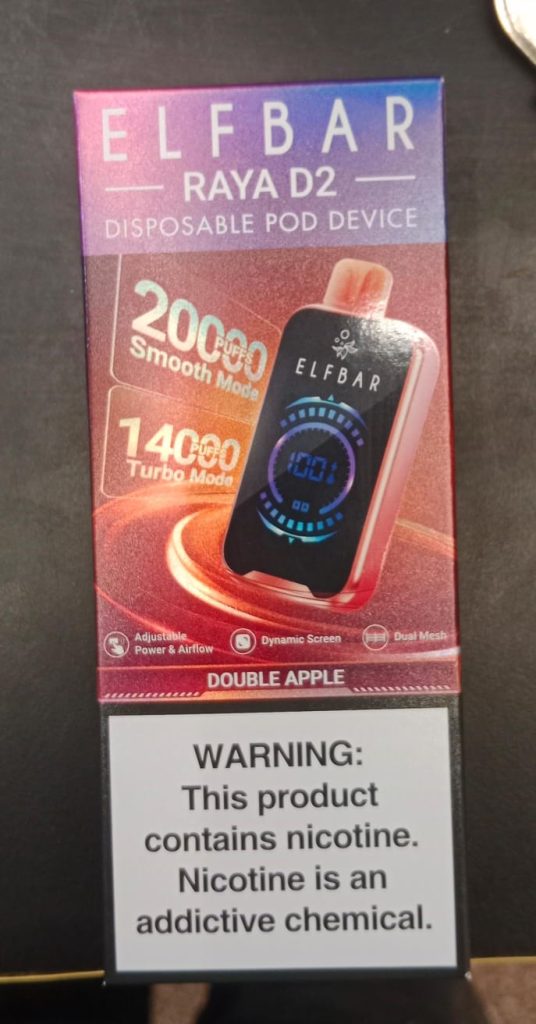 ELFBAR
RAYA D2
DISPOSABLE POD DEVICE
20000
PUFFS
Smooth Mode
14000
PUFFS
Turbo Mode
ELFBAR
100%
Adjustable
Power & Airflow
Dynamic Screen
Dual Mesh
DOUBLE APPLE
WARNING:
This product
contains nicotine.
Nicotine is an
addictive chemical.